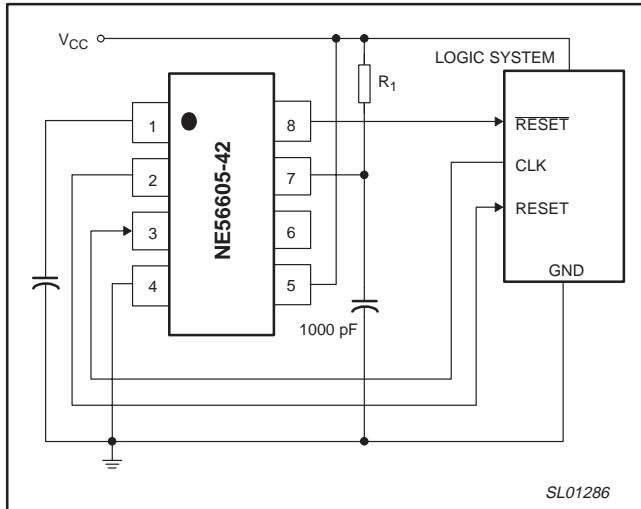 VCC
LOGIC SYSTEM
R1
1
8
RESET
CLK
2
7
RESET
NE56605-42
3
6
4
5
GND
1000 pF
SL01286